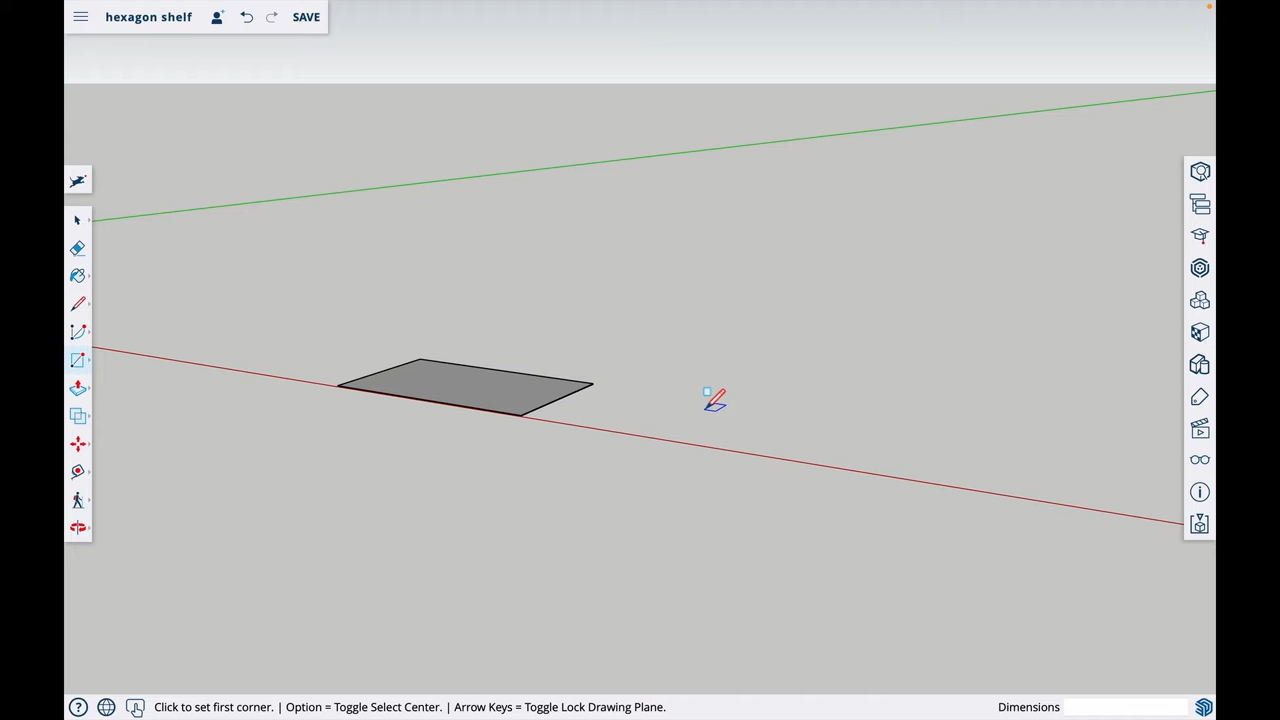 hexagon shelf SAVE
Click to set first corner. | Option = Toggle Select Center. | Arrow Keys = Toggle Lock Drawing Plane. Dimensions